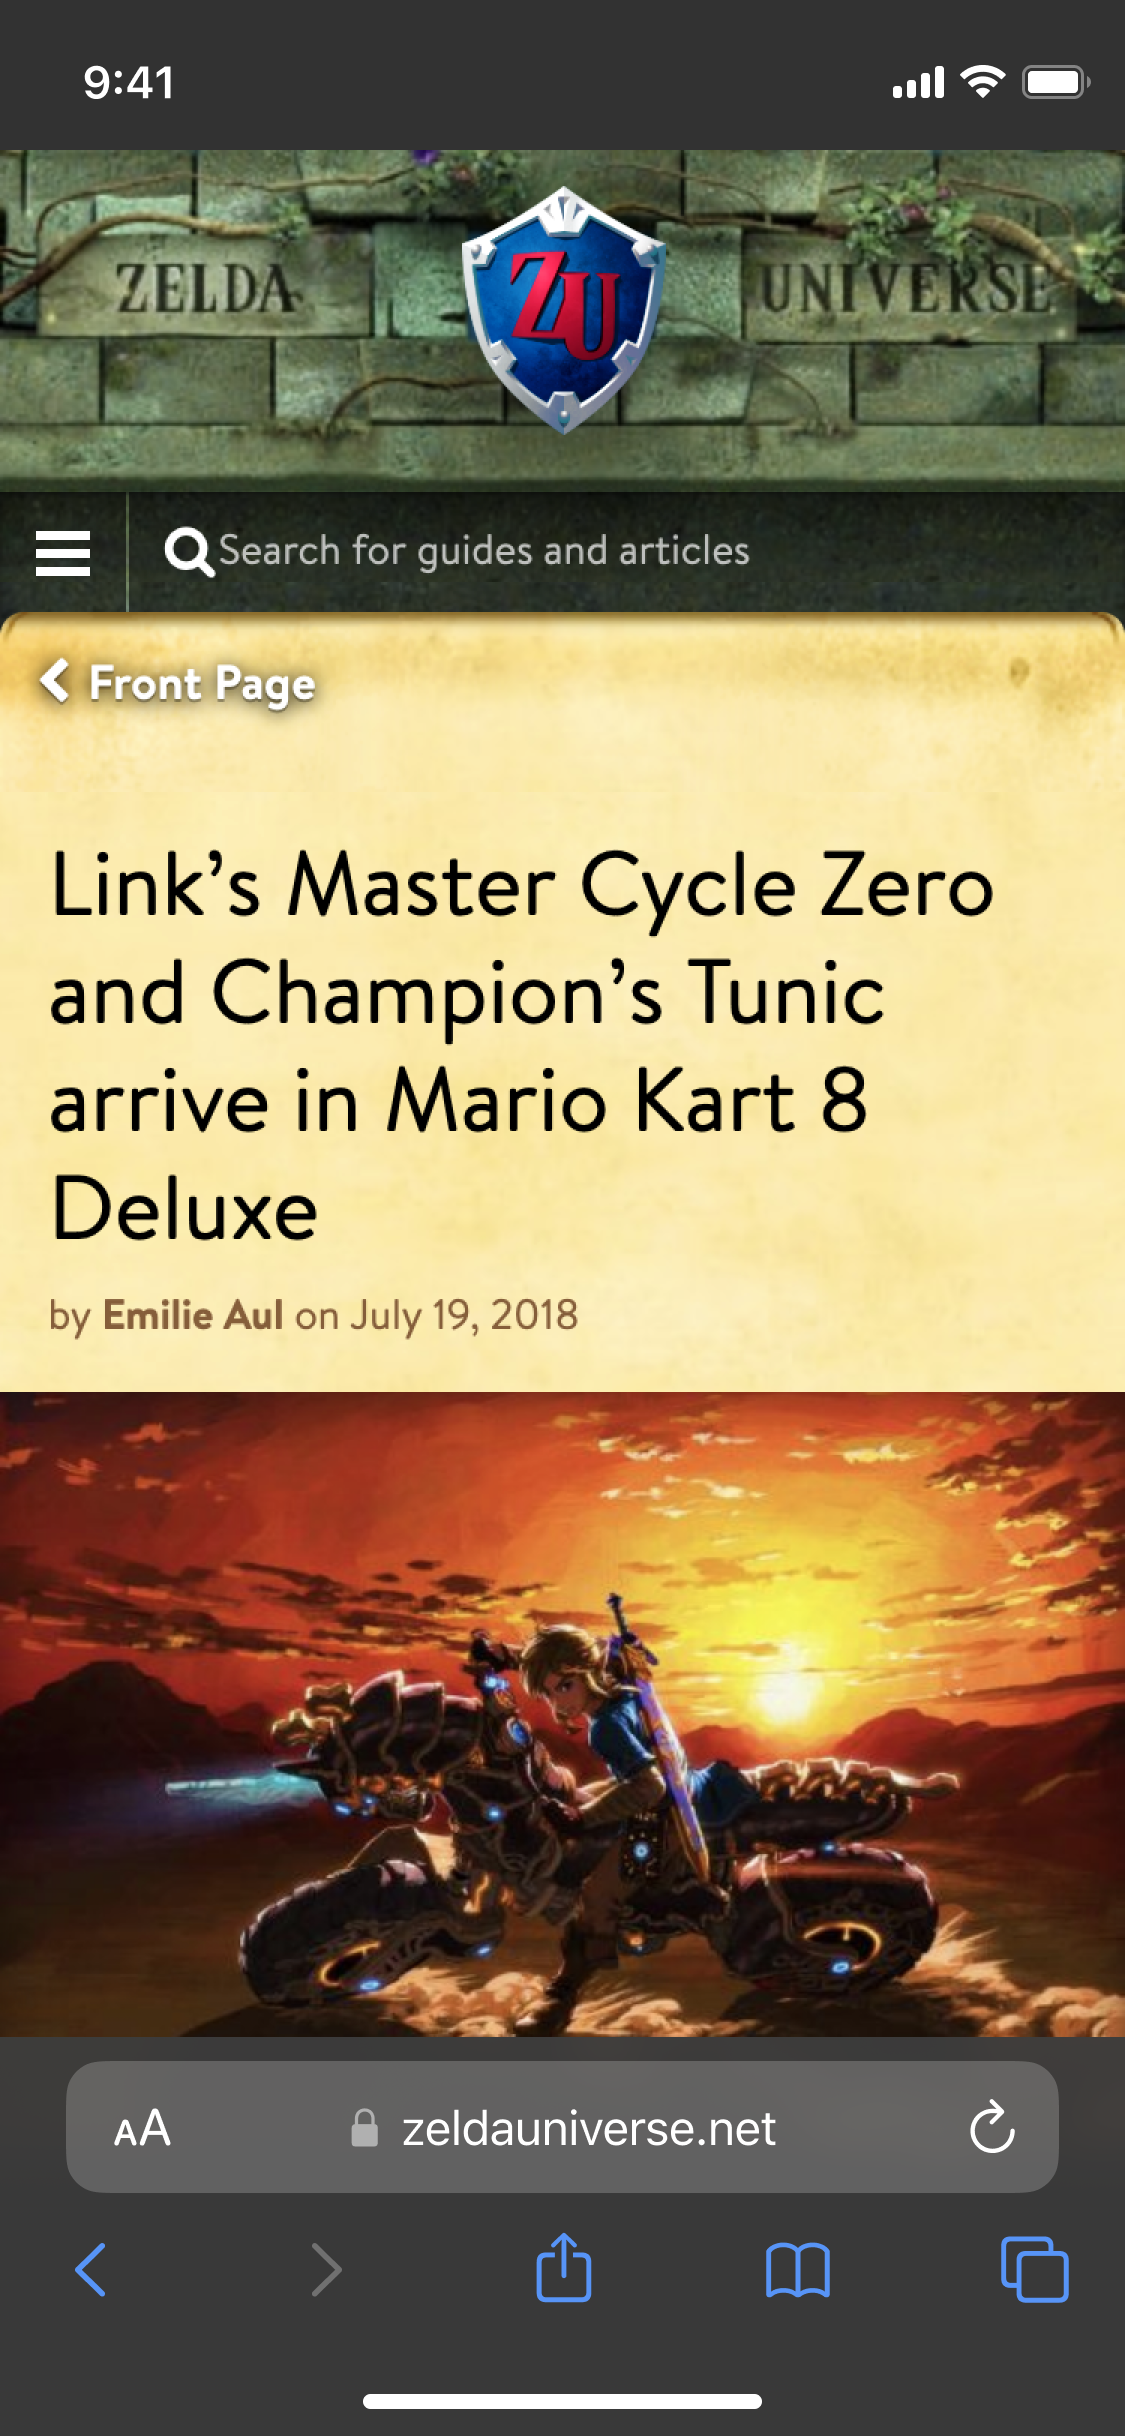 9:41
ZELDA
ZU
UNIVERSE
Search for guides and articles
Front Page
Link’s Master Cycle Zero
and Champion’s Tunic
arrive in Mario Kart 8
Deluxe
by Emilie Aul on July 19, 2018
AA
zeldauniverse.net